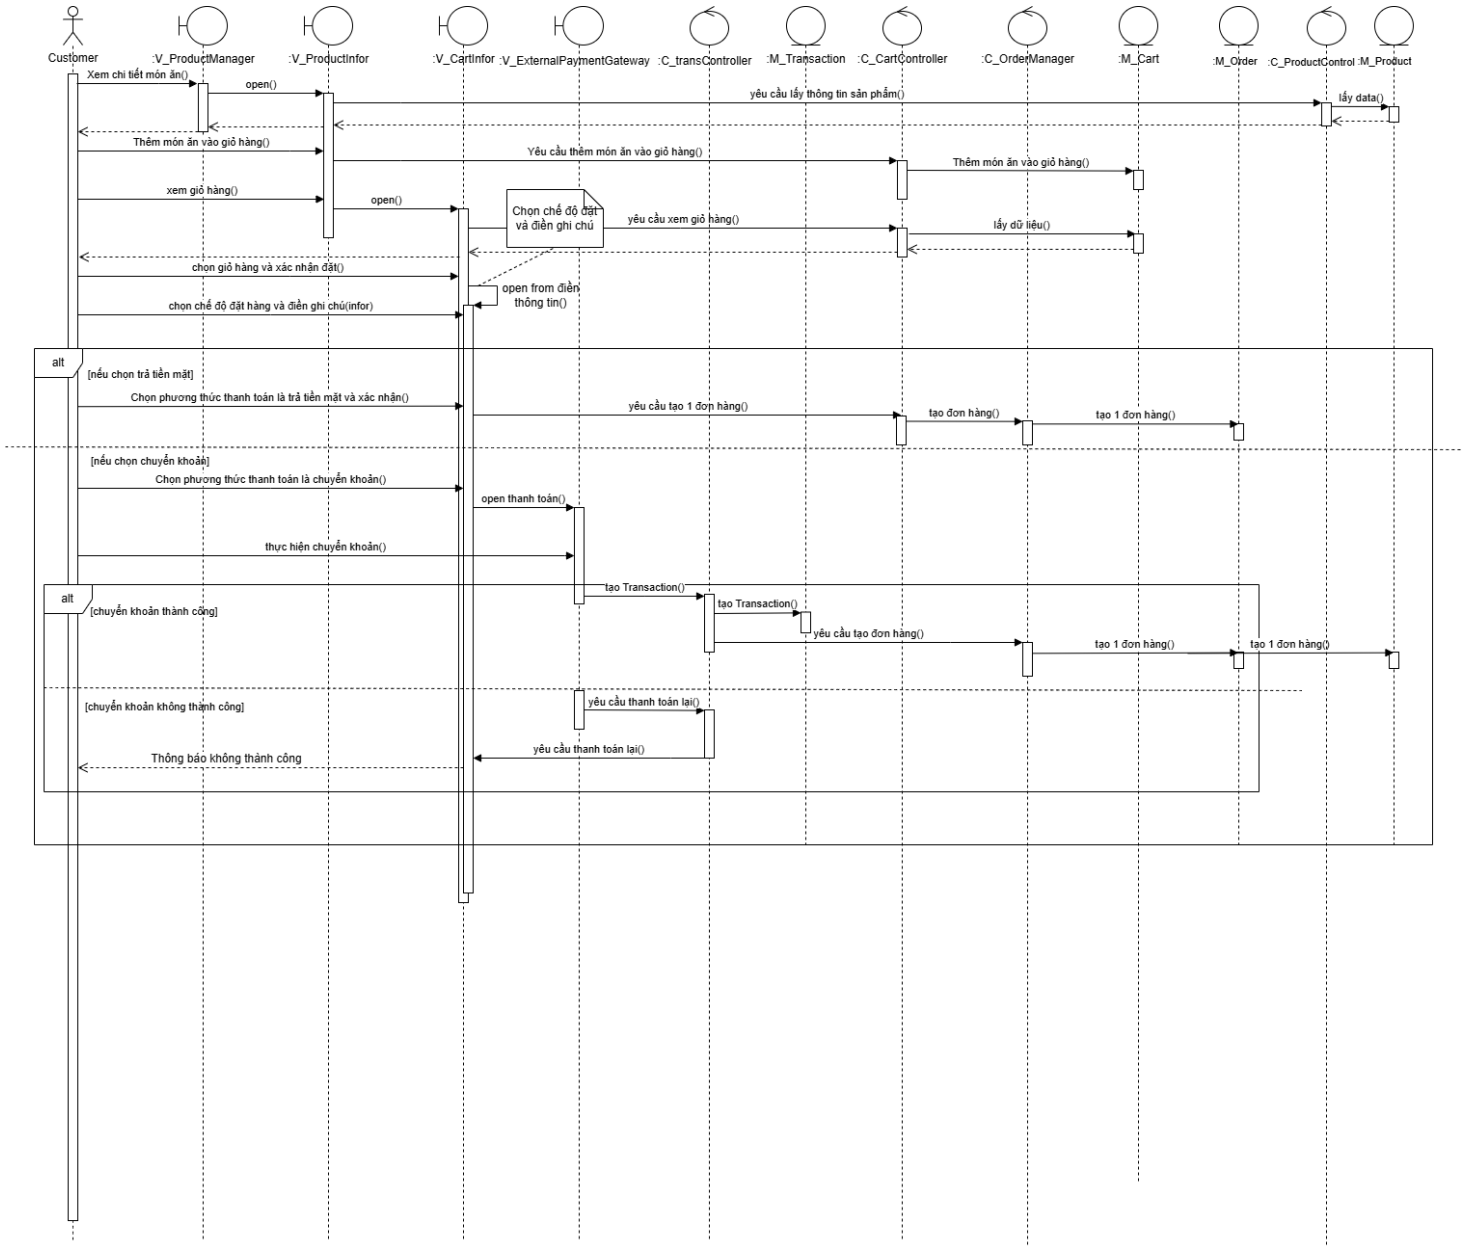 Customer
:V_ProductManager
:V_ProductInfor
:V_CartInfor
:V_ExternalPaymentGateway
:C_transController
:M_Transaction
:C_CartController
:C_OrderManager
:M_Cart
:M_Order
:C_ProductControl
:M_Product
Xem chi tiết món ăn()
open()
yêu cầu lấy thông tin sản phẩm()
lấy data()
Thêm món ăn vào giỏ hàng()
Yêu cầu thêm món ăn vào giỏ hàng()
Thêm món ăn vào giỏ hàng()
xem giỏ hàng()
open()
Chọn chế độ đặt
và điền ghi chú
yêu cầu xem giỏ hàng()
lấy dữ liệu()
chọn giỏ hàng và xác nhận đặt()
open from điền
thông tin()
chọn chế độ đặt hàng và điền ghi chú(infor)
alt
[nếu chọn trả tiền mặt]
Chọn phương thức thanh toán là trả tiền mặt và xác nhận()
yêu cầu tạo 1 đơn hàng()
tạo đơn hàng()
tạo 1 đơn hàng()
[nếu chọn chuyển khoản]
Chọn phương thức thanh toán là chuyển khoản()
open thanh toán()
thực hiện chuyển khoản()
alt
[chuyển khoản thành công]
tạo Transaction()
tạo Transaction()
yêu cầu tạo đơn hàng()
tạo 1 đơn hàng()
tạo 1 đơn hàng()
[chuyển khoản không thành công]
yêu cầu thanh toán lại()
yêu cầu thanh toán lại()
Thông báo không thành công